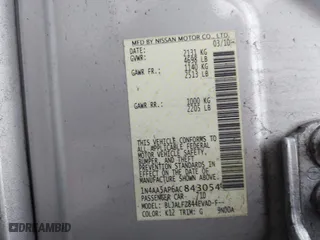 MFD BY NISSAN MOTOR CO., LTD.
DATE: 03/10
GVWR: 2131 KG
4698 LB
GAWR FR: 1140 KG
2513 LB
GAWR RR: 1000 KG
2205 LB
THIS VEHICLE CONFORMS TO ALL
APPLICABLE FEDERAL MOTOR
VEHICLE SAFETY, BUMPER, AND
THEFT PREVENTION STANDARDS
IN EFFECT ON THE DATE OF
MANUFACTURE SHOWN ABOVE.
1N4AA5AP6AC843054
PASSENGER CAR /10
MODEL:
COLOR: K12 TRIM: G